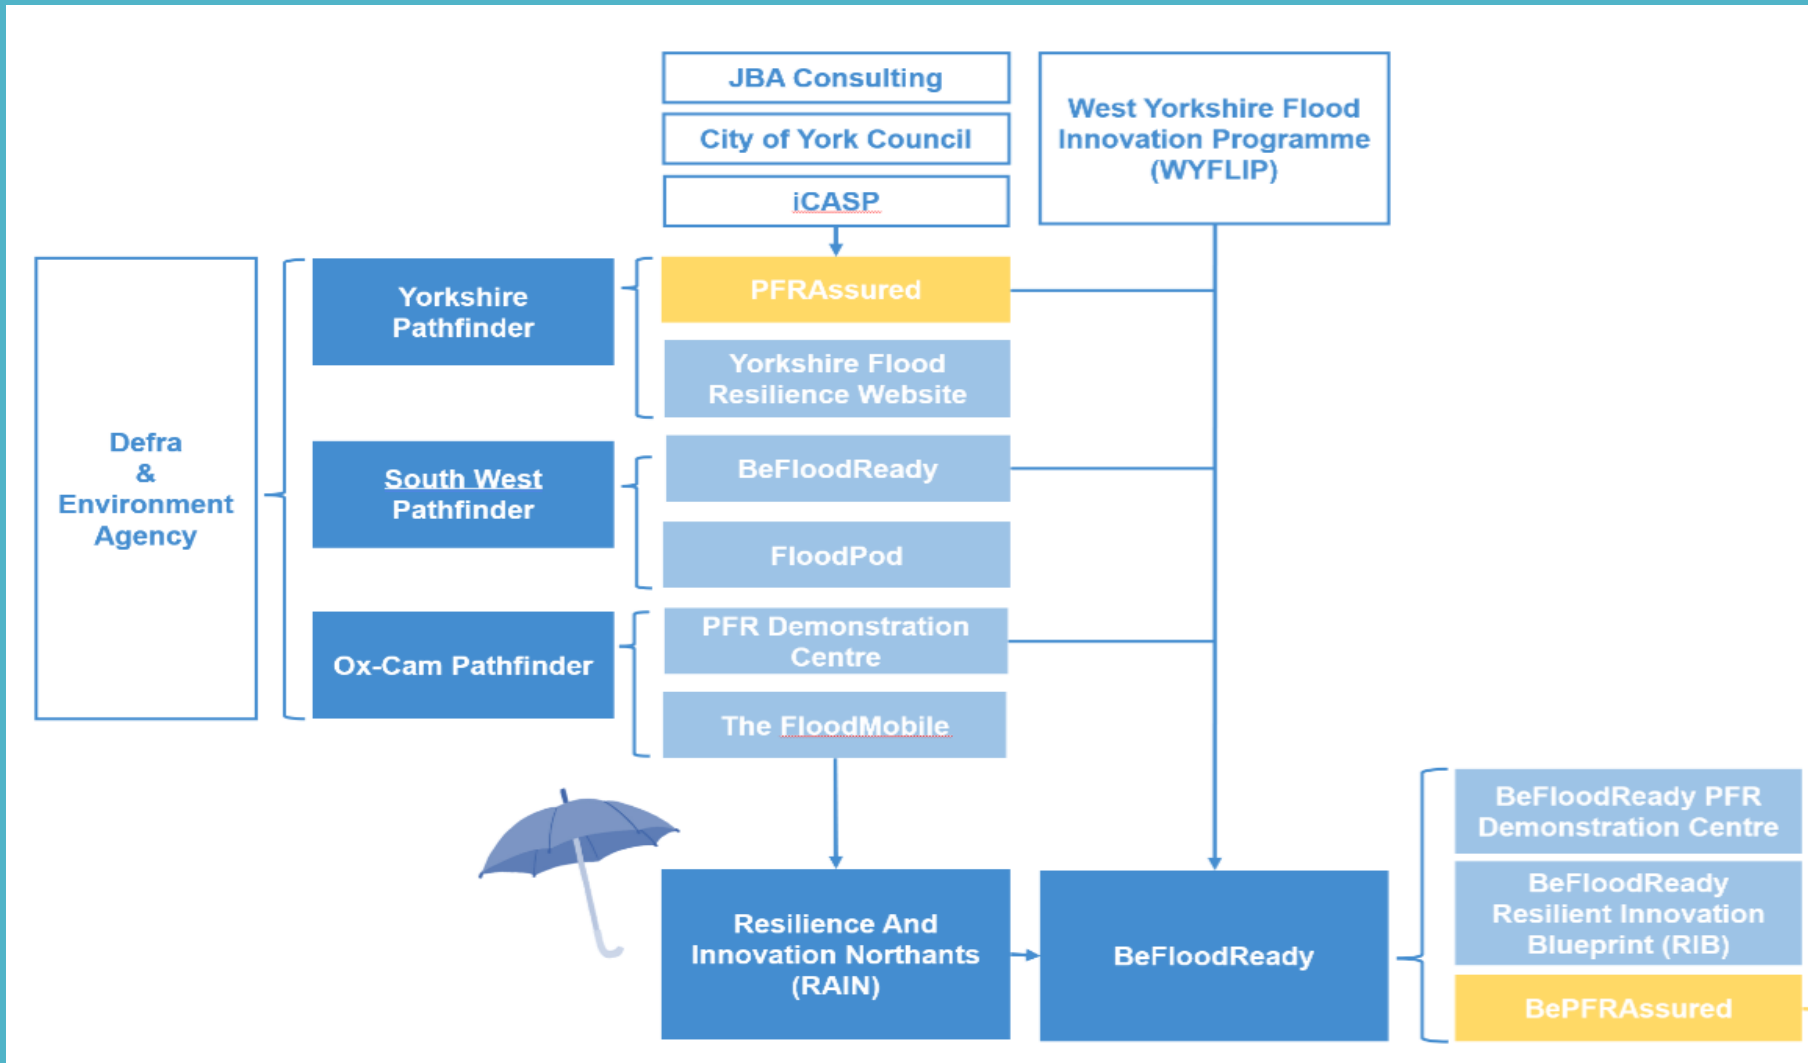 JBA Consulting
City of York Council
iCASP
West Yorkshire Flood
Innovation Programme
(WYFLIP)
Defra
&
Environment
Agency
Yorkshire
Pathfinder
South West
Pathfinder
Ox-Cam Pathfinder
PFRAssured
Yorkshire Flood
Resilience Website
BeFloodReady
FloodPod
PFR Demonstration
Centre
The FloodMobile
Resilience And
Innovation Northants
(RAIN)
BeFloodReady
BeFloodReady PFR
Demonstration Centre
BeFloodReady
Resilient Innovation
Blueprint (RIB)
BePFRAssured